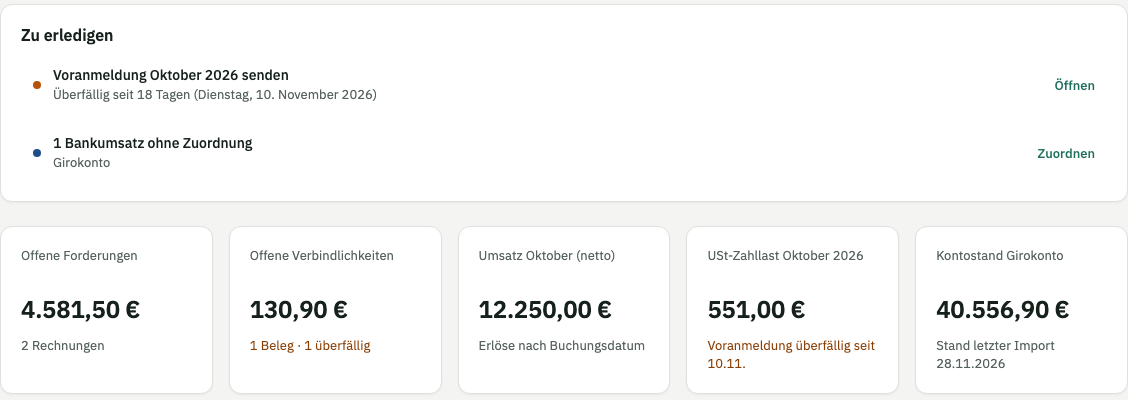 Zu erledigen
Voranmeldung Oktober 2026 senden
Überfällig seit 18 Tagen (Dienstag, 10. November 2026)
Öffnen
1 Bankumsatz ohne Zuordnung
Girokonto
Zuordnen
Offene Forderungen
4.581,50 €
2 Rechnungen
Offene Verbindlichkeiten
130,90 €
1 Beleg · 1 überfällig
Umsatz Oktober (netto)
12.250,00 €
Erlöse nach Buchungsdatum
USt-Zahllast Oktober 2026
551,00 €
Voranmeldung überfällig seit
10.11.
Kontostand Girokonto
40.556,90 €
Stand letzter Import
28.11.2026